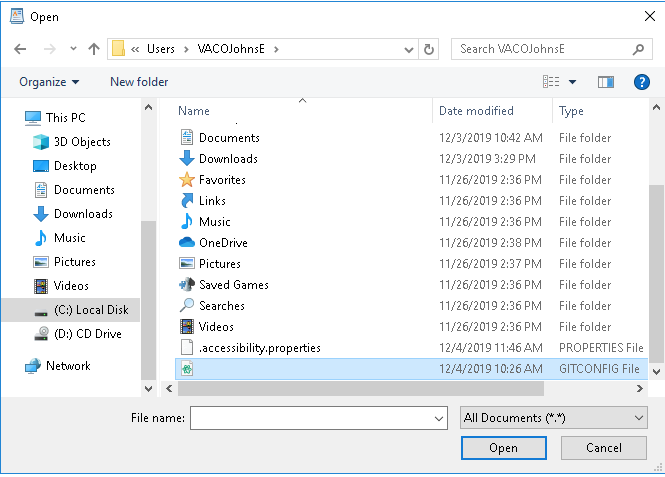 Open
« Users VACOJohnsE
Search VACOJohnsE
Organize New folder
This PC
3D Objects
Desktop
Documents
Downloads
Music
Pictures
Videos
(C:) Local Disk
(D:) CD Drive
Network
Name Date modified Type
Documents 12/3/2019 10:42 AM File folder
Downloads 12/3/2019 3:29 PM File folder
Favorites 11/26/2019 2:36 PM File folder
Links 11/26/2019 2:36 PM File folder
Music 11/26/2019 2:36 PM File folder
OneDrive 11/26/2019 2:38 PM File folder
Pictures 11/26/2019 2:37 PM File folder
Saved Games 11/26/2019 2:36 PM File folder
Searches 11/26/2019 2:36 PM File folder
Videos 11/26/2019 2:36 PM File folder
.accessibility.properties 12/4/2019 11:46 AM PROPERTIES File
12/4/2019 10:26 AM GITCONFIG File
File name: All Documents (*.*)
Open Cancel